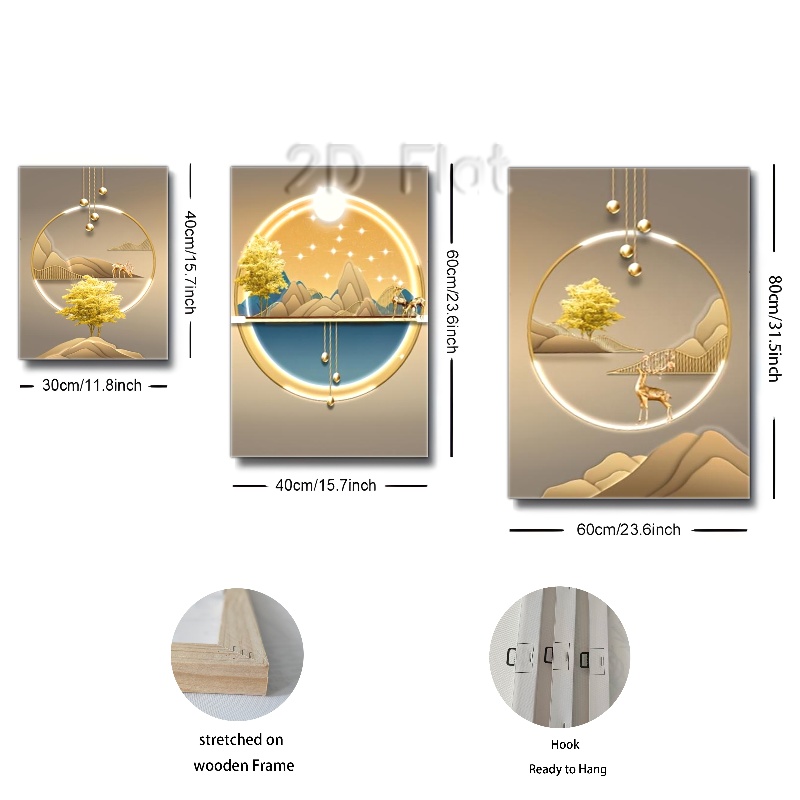 2D Flat
40cm/15.7inch
30cm/11.8inch
60cm/23.6inch
40cm/15.7inch
80cm/31.5inch
60cm/23.6inch
stretched on
wooden Frame
Hook
Ready to Hang